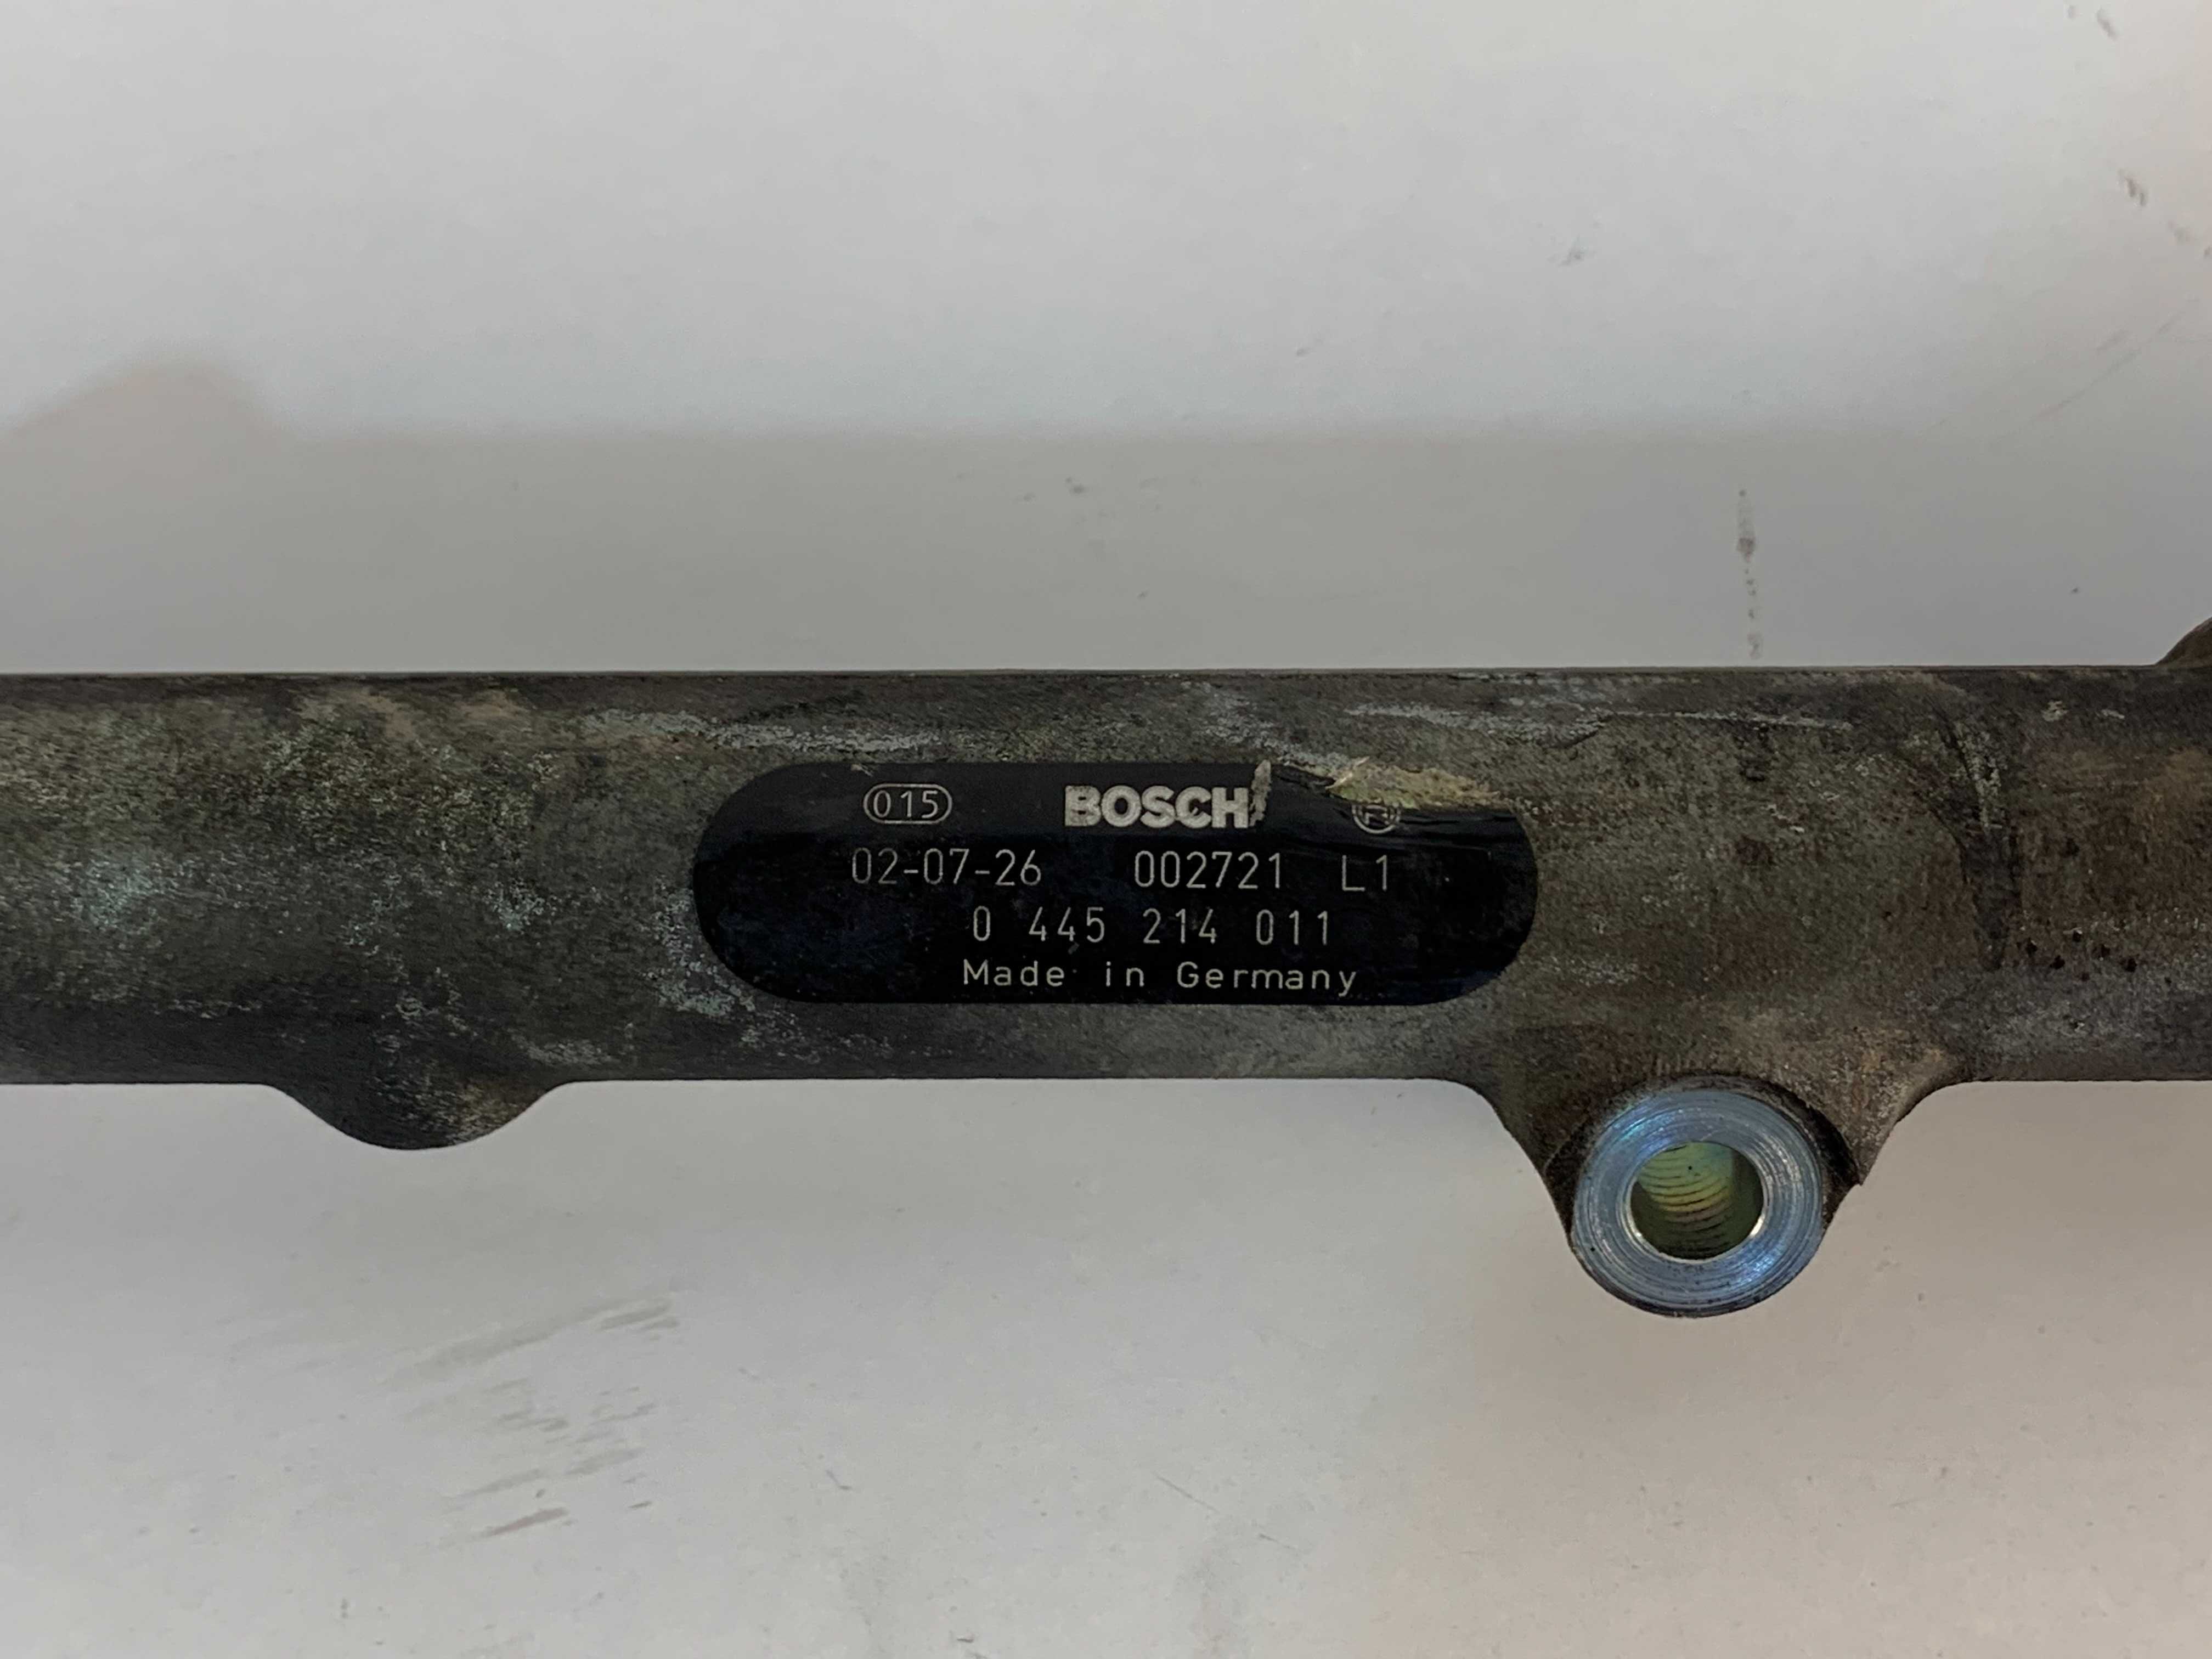 015 BOSCH
02-07-26 002721 L1
0 445 214 011
Made in Germany